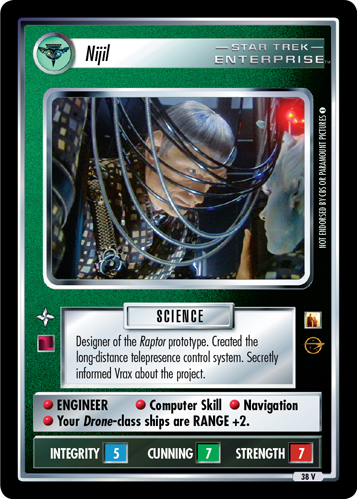 Nijil
STAR TREK
ENTERPRISE™
NOT ENDORSED BY CBS OR PARAMOUNT PICTURES
SCIENCE
Designer of the Raptor prototype. Created the
long-distance telepresence control system. Secretly
informed Vrax about the project.
ENGINEER Computer Skill Navigation
Your Drone-class ships are RANGE +2.
INTEGRITY 5 CUNNING 7 STRENGTH 7
38 V